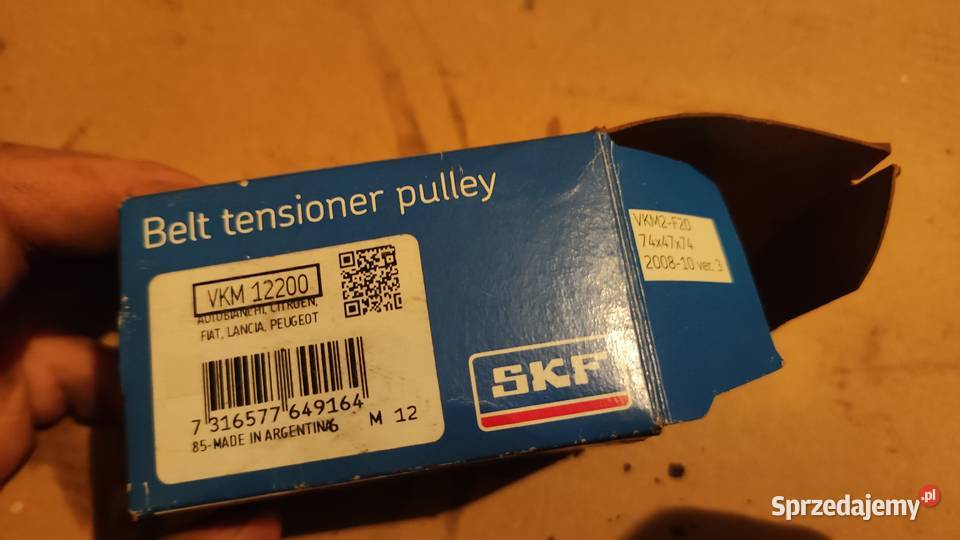 Belt tensioner pulley
VKM 12200
AUTOBIANCHI, CITROEN,
FIAT, LANCIA, PEUGEOT
7 316577 649164
85-MADE IN ARGENTINA
6
M 12
SKF
VKM2-F20
74x47x74
2008-10 ver. 3
Sprzedajemy.pl